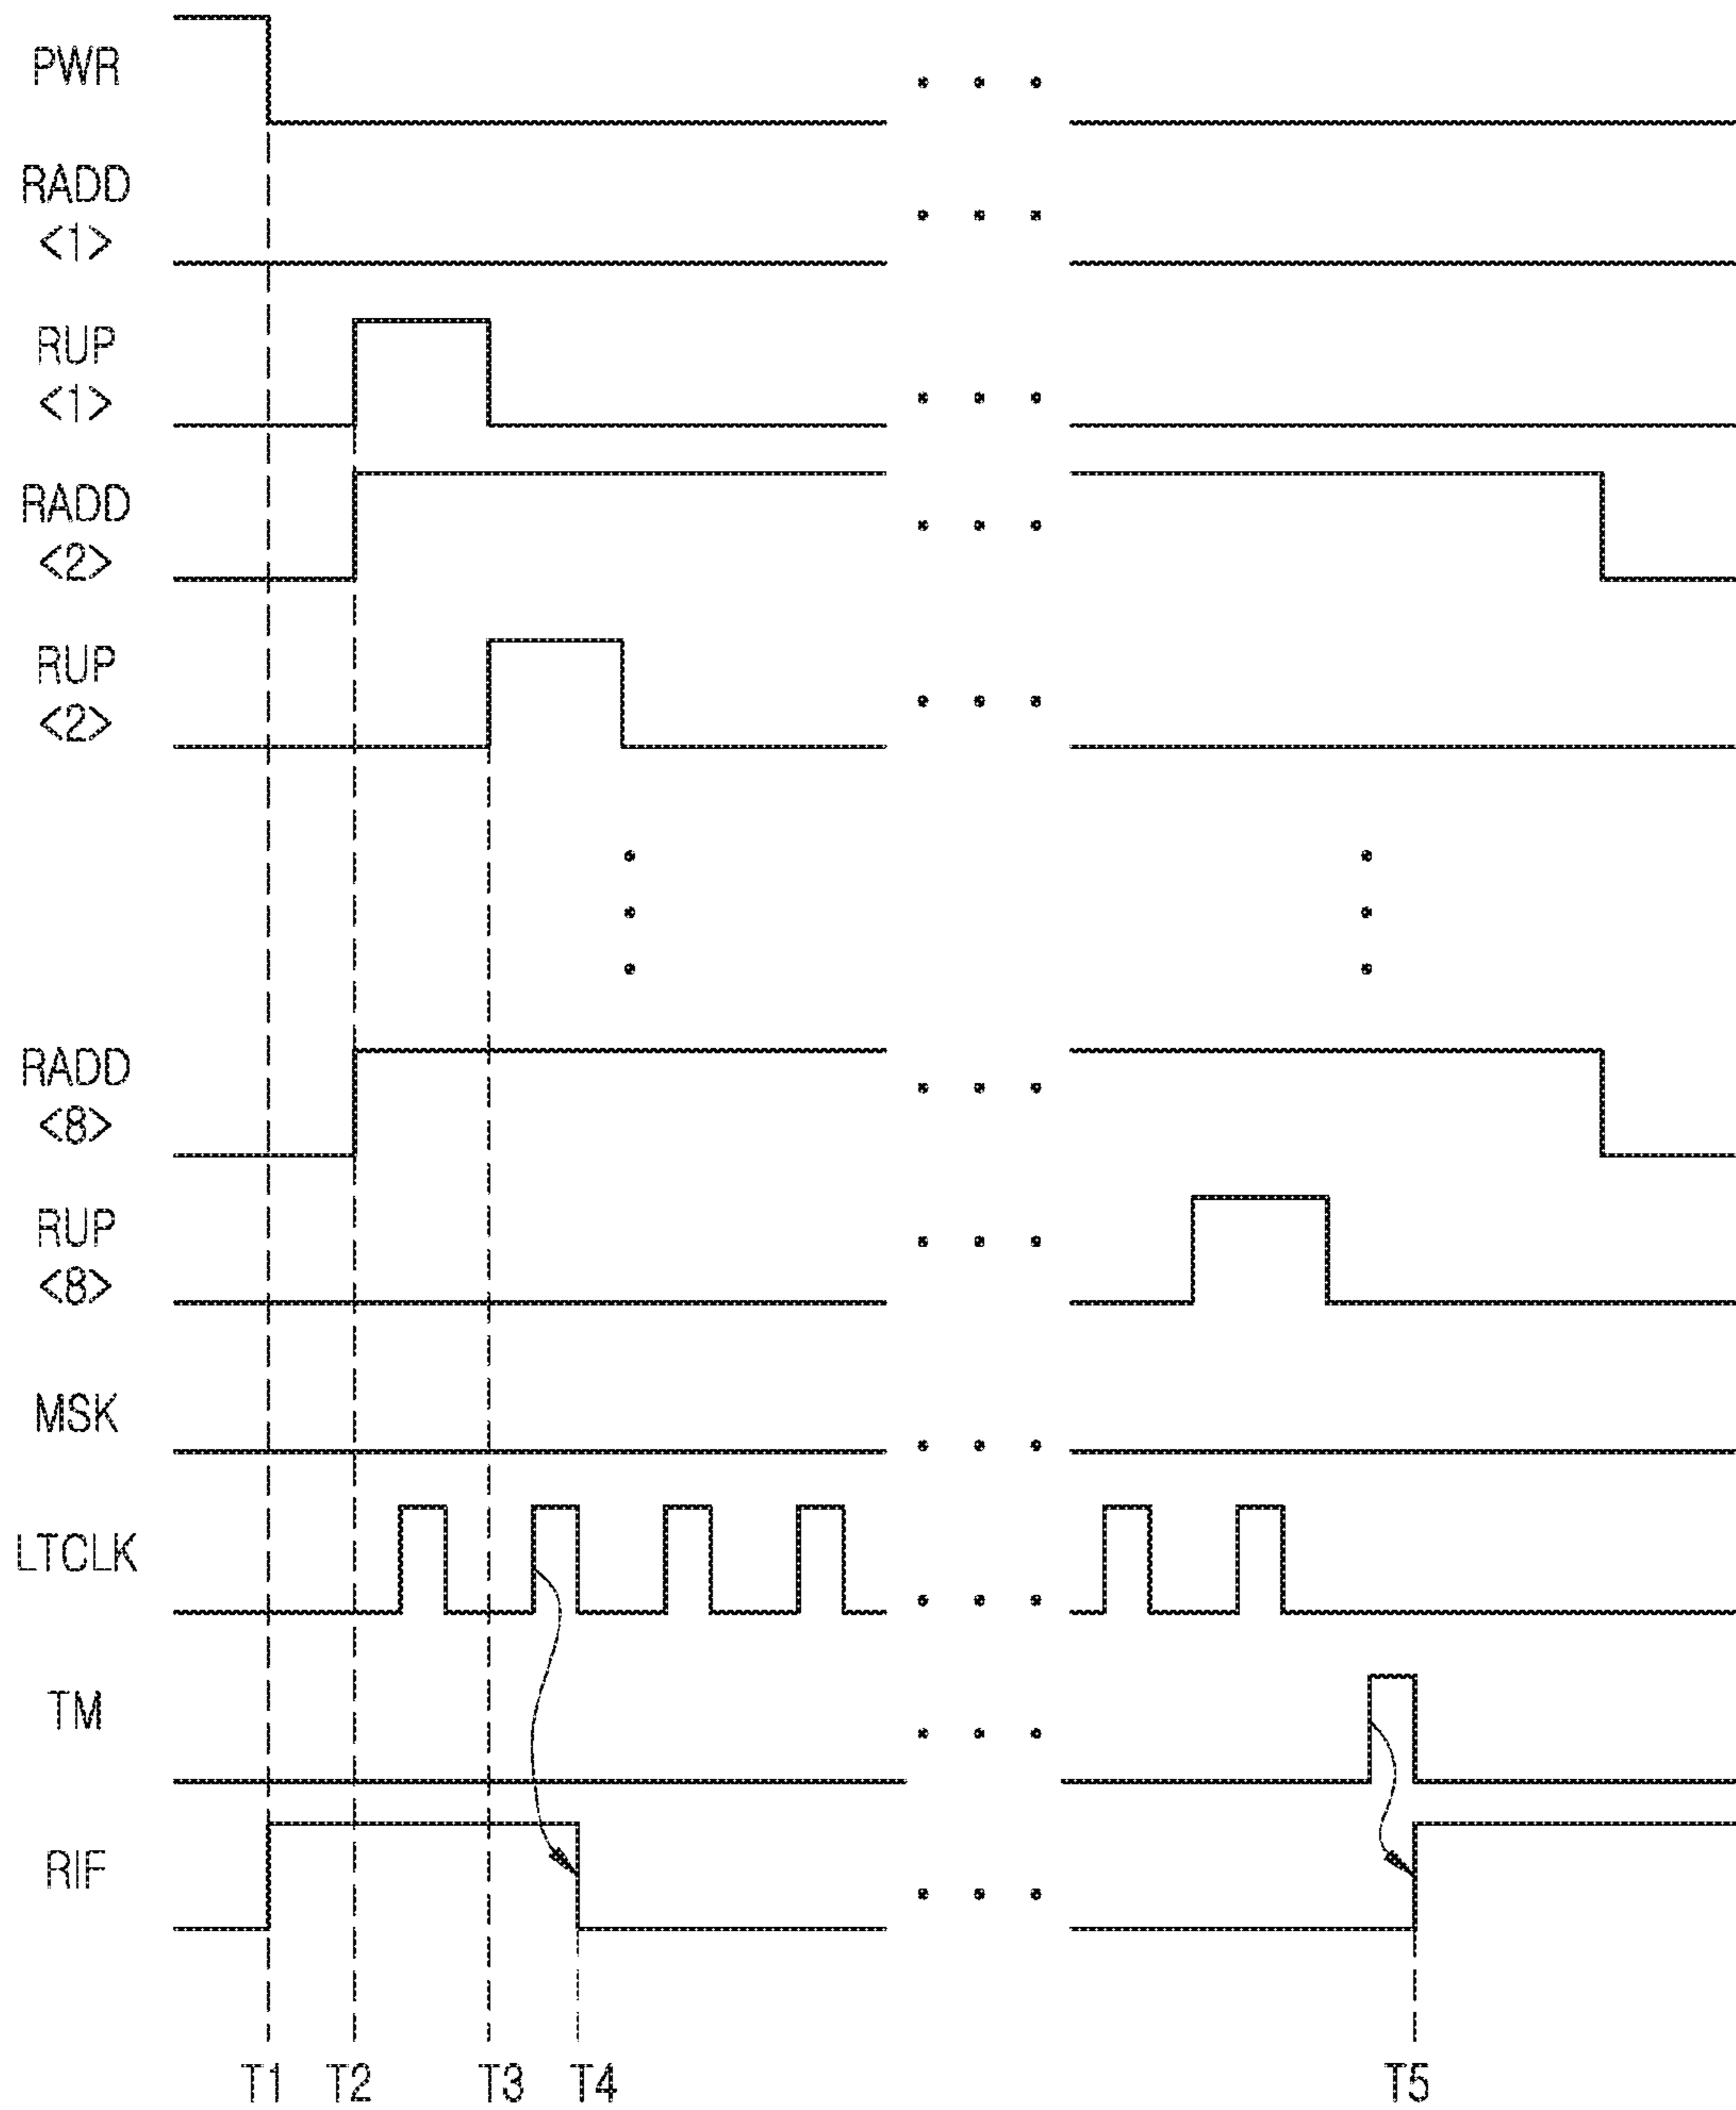 PWR
RADD
<1>
RUP
<1>
RADD
<2>
RUP
<2>
RADD
<8>
RUP
<8>
MSK
LTCLK
TM
RIF
T1 T2 T3 T4 T5